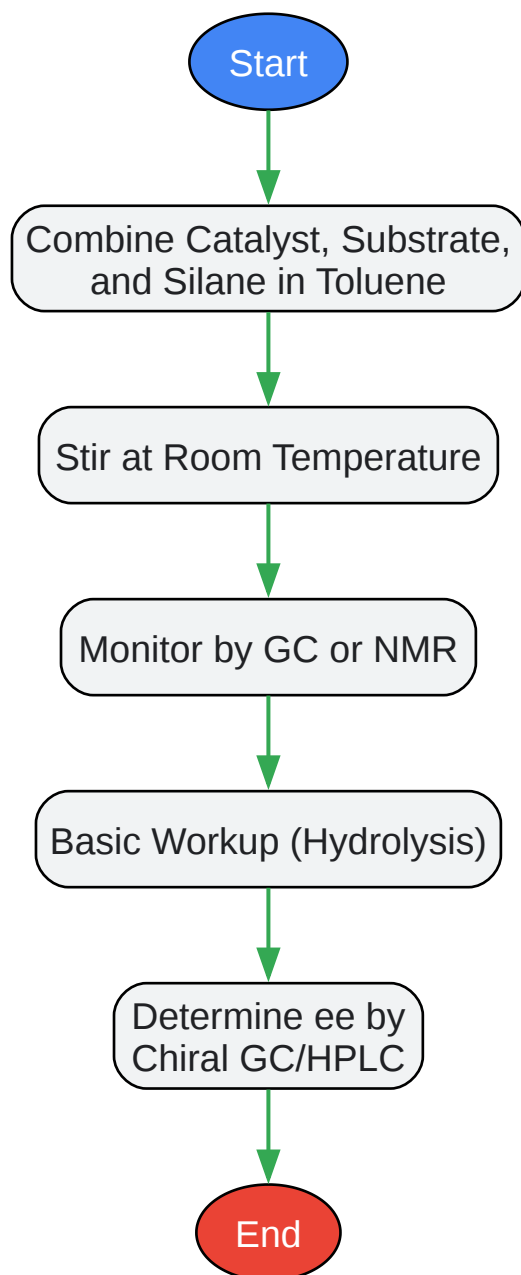 Start
Combine Catalyst, Substrate,
and Silane in Toluene
Stir at Room Temperature
Monitor by GC or NMR
Basic Workup (Hydrolysis)
Determine ee by
Chiral GC/HPLC
End